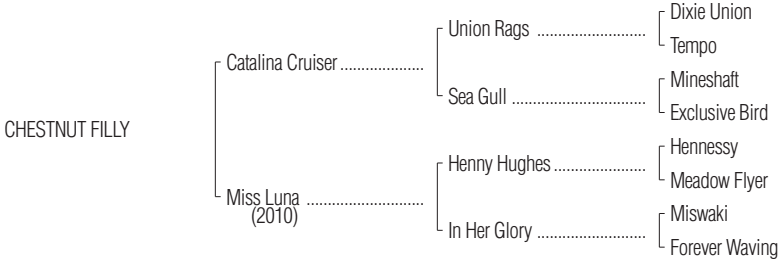 Dixie Union
Union Rags ........................
Tempo
Catalina Cruiser ...................
Mineshaft
Sea Gull ..............................
Exclusive Bird
CHESTNUT FILLY
Hennessy
Henny Hughes .....................
Meadow Flyer
Miss Luna ..........................
(2010)
Miswaki
In Her Glory ........................
Forever Waving